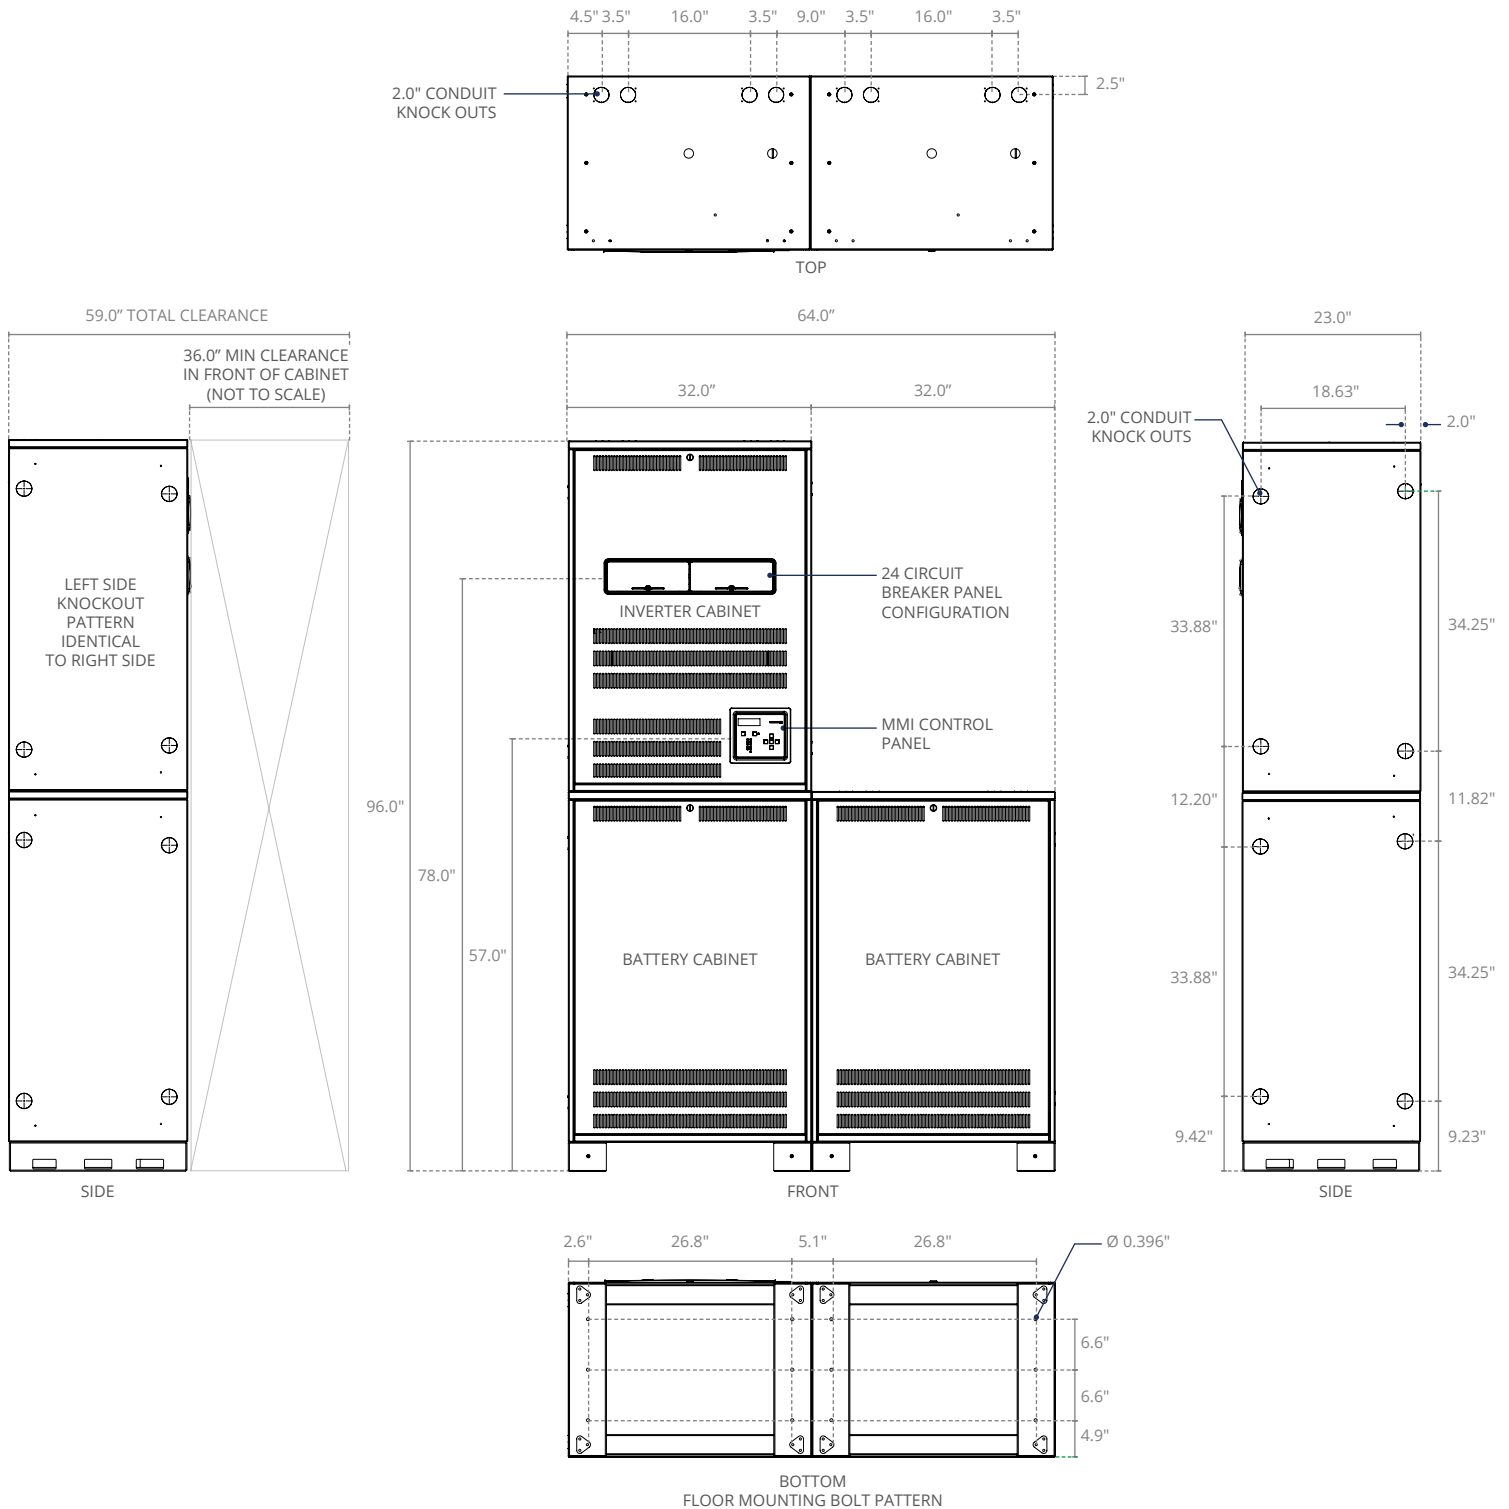 4.5" 3.5" 16.0" 3.5" 9.0" 3.5" 16.0" 3.5"
2.5"
2.0" CONDUIT
KNOCK OUTS
TOP
59.0” TOTAL CLEARANCE
36.0” MIN CLEARANCE
IN FRONT OF CABINET
(NOT TO SCALE)
LEFT SIDE
KNOCKOUT
PATTERN
IDENTICAL
TO RIGHT SIDE
SIDE
64.0”
32.0” 32.0”
96.0"
78.0"
57.0"
INVERTER CABINET
24 CIRCUIT
BREAKER PANEL
CONFIGURATION
MMI CONTROL
PANEL
BATTERY CABINET
BATTERY CABINET
FRONT
23.0"
18.63"
2.0"
2.0" CONDUIT
KNOCK OUTS
33.88"
34.25"
12.20"
11.82"
33.88"
34.25"
9.42"
9.23"
SIDE
2.6" 26.8" 5.1" 26.8"
Ø 0.396"
6.6"
6.6"
4.9"
BOTTOM
FLOOR MOUNTING BOLT PATTERN